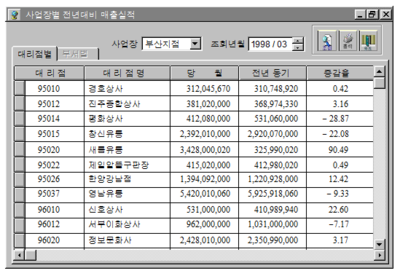 사업장별 전년대비 매출실적
사업장 부산지점 조회년월 1998 / 03
대리점별 부서별
대 리 점 대 리 점 명 당 월 전년 동기 증감율
95010 경호상사 312,045,670 310,748,920 0.42
95012 진주종합상사 381,020,000 368,974,330 3.16
95014 평화상사 412,080,000 531,060,000 - 28.87
95015 창신유통 2,392,010,000 2,920,070,000 - 22.08
95020 새롬유통 3,428,000,020 325,990,020 90.49
95022 제일알뜰구판장 415,020,000 412,980,020 0.49
95026 한양강남점 1,394,092,000 1,220,928,000 12.42
95037 영남유통 5,420,010,060 5,925,918,060 - 9.33
96010 신호상사 531,000,000 410,989,940 22.60
96012 서부이화상사 962,000,000 1,031,000,000 -7.17
96020 정보문화사 2,428,010,000 2,350,990,000 3.17